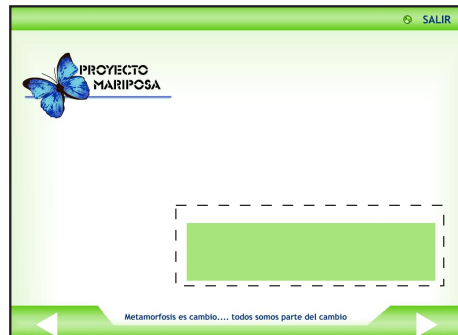 SALIR
PROYECTO
MARIPOSA
Metamorfosis es cambio.... todos somos parte del cambio